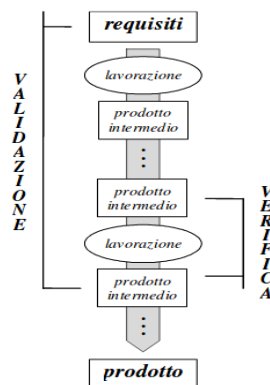 requisiti
lavorazione
prodotto
intermedio
⋮
prodotto
intermedio
lavorazione
prodotto
intermedio
⋮
prodotto
VALIDAZIONE
VERIFICA